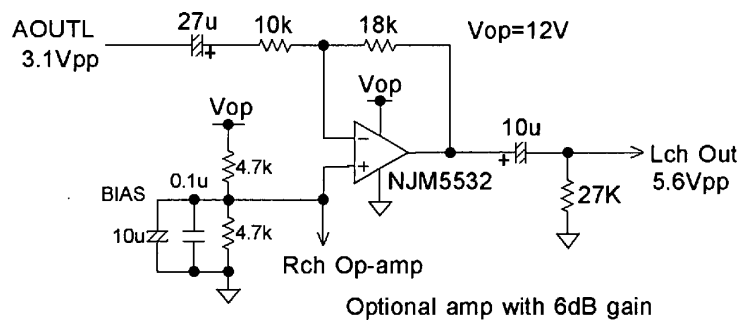 AOUTL
3.1Vpp
27u
10k
18k
Vop=12V
Vop
Vop
4.7k
BIAS
0.1u
10u
4.7k
−
+
NJM5532
Rch Op-amp
+
+
10u
27K
Lch Out
5.6Vpp
Optional amp with 6dB gain